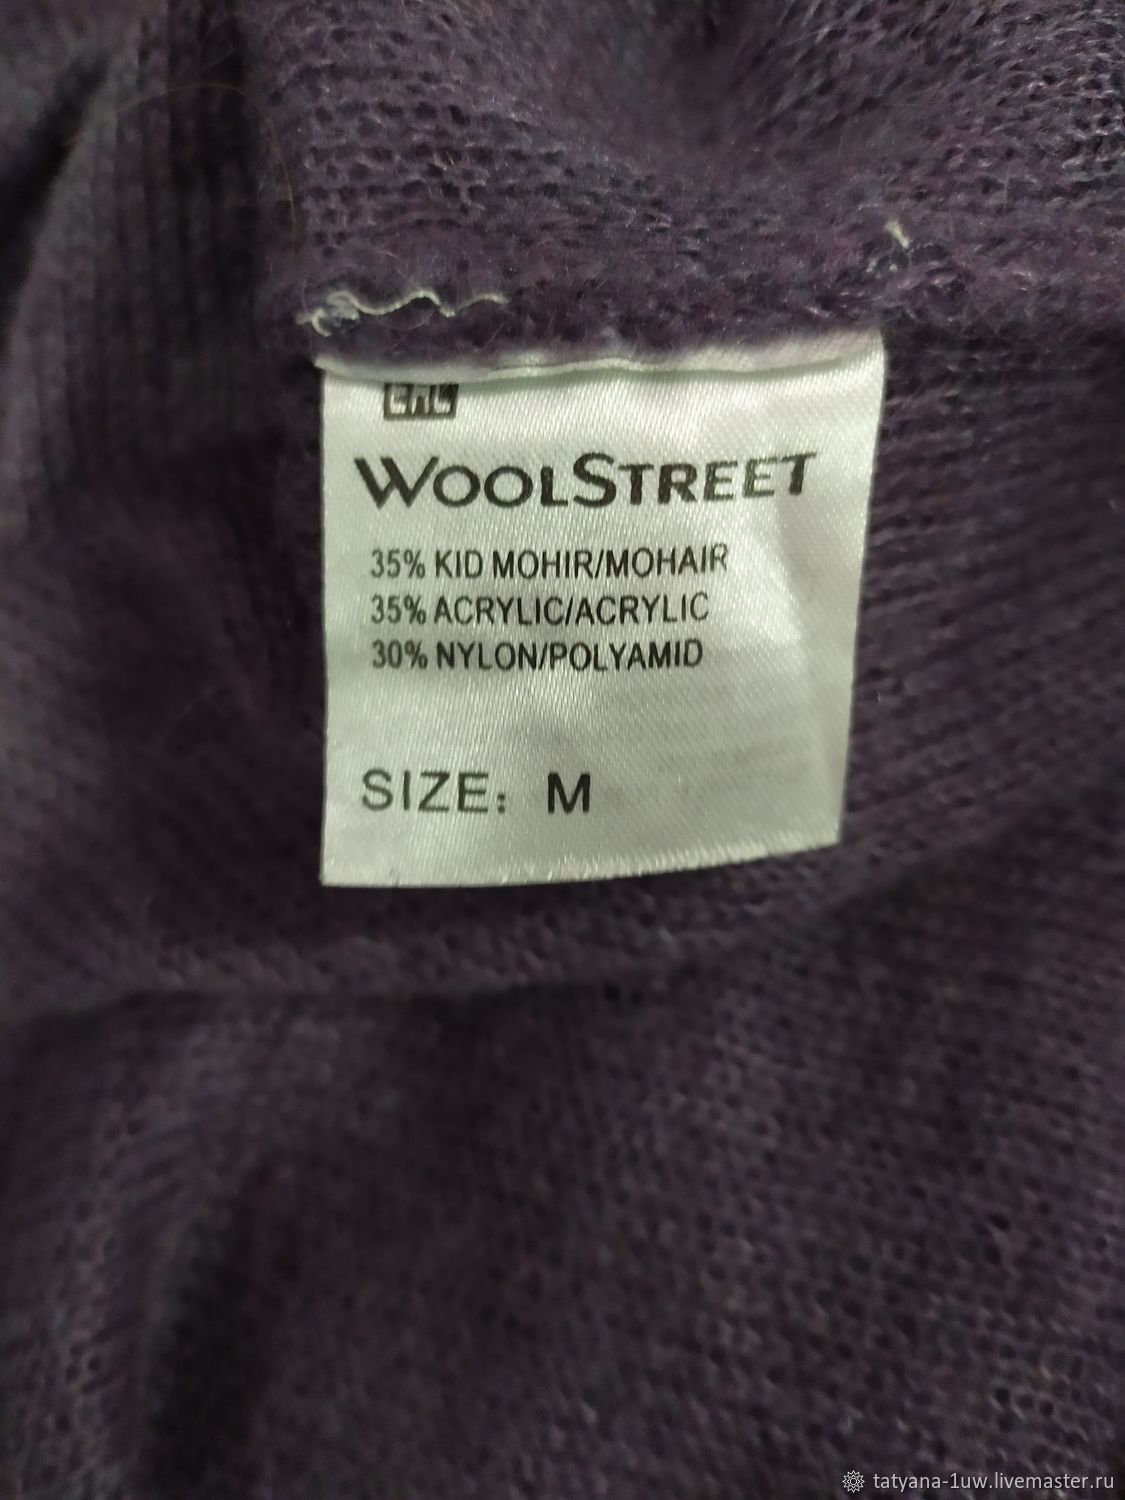 WOOLSTREET
35% KID MOHIR/MOHAIR
35% ACRYLIC/ACRYLIC
30% NYLON/POLYAMID
SIZE: M
tatyana-1uw.livemaster.ru